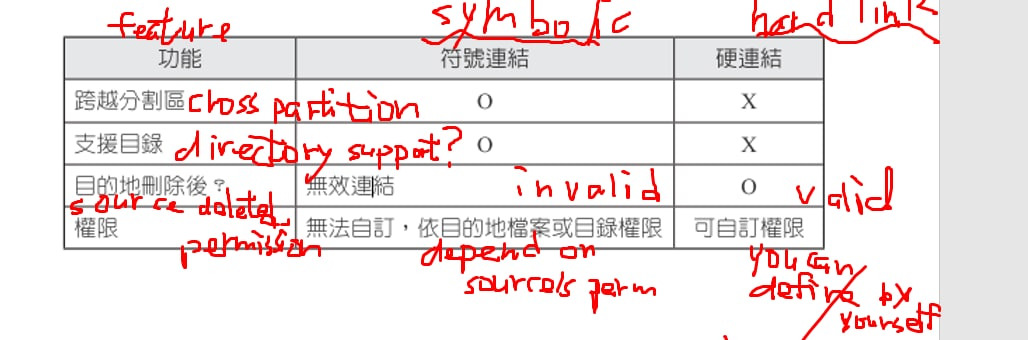 feature symbolic hard link
功能 符號連結 硬連結
跨越分割區 cross partition O X
支援目錄 directory support? O X
目的地刪除後? 無效連結 invalid O valid
source deleted
權限 無法自訂,依目的地檔案或目錄權限 可自訂權限
permission depend on you can
source's perm define by
yourself